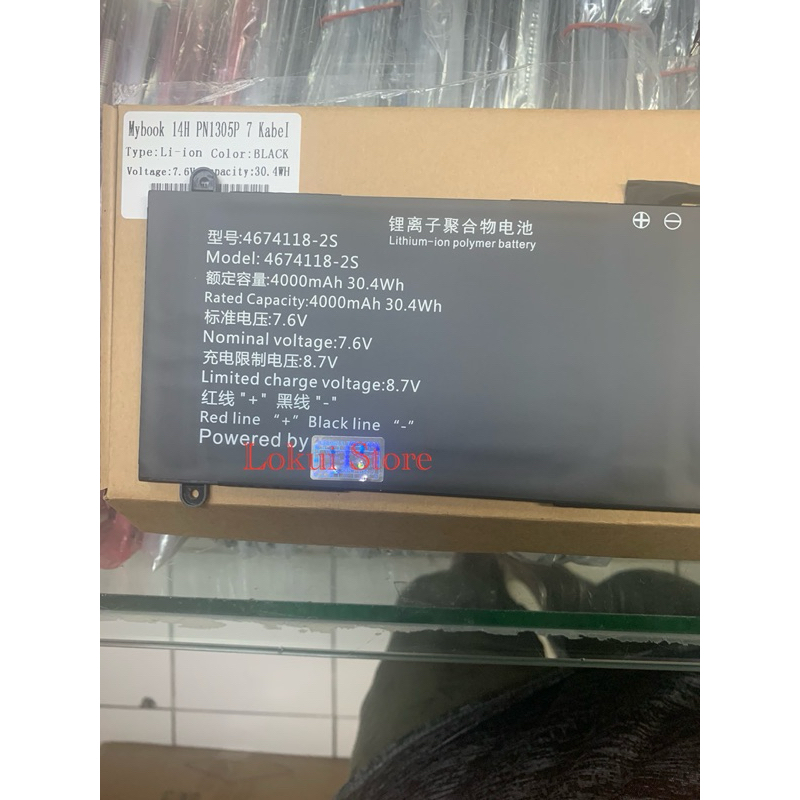 Mybook 14H PN1305P 7 Kabel
Type:Li-ion Color:BLACK
Voltage:7.6V Capacity:30.4WH
锂离子聚合物电池
Lithium-ion polymer battery
型号:4674118-2S
Model: 4674118-2S
额定容量:4000mAh 30.4Wh
Rated Capacity:4000mAh 30.4Wh
标准电压:7.6V
Nominal voltage:7.6V
充电限制电压:8.7V
Limited charge voltage:8.7V
红线 "+" 黑线 "-"
Red line “+” Black line “-”
Powered by
Lokui Store